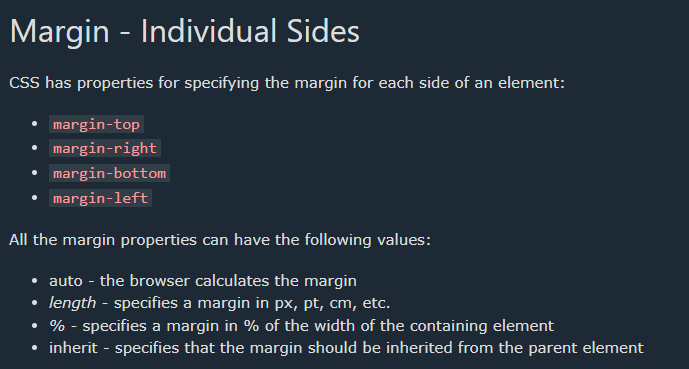 Margin - Individual Sides
CSS has properties for specifying the margin for each side of an element:
• margin-top
• margin-right
• margin-bottom
• margin-left
All the margin properties can have the following values:
• auto - the browser calculates the margin
• length - specifies a margin in px, pt, cm, etc.
• % - specifies a margin in % of the width of the containing element
• inherit - specifies that the margin should be inherited from the parent element